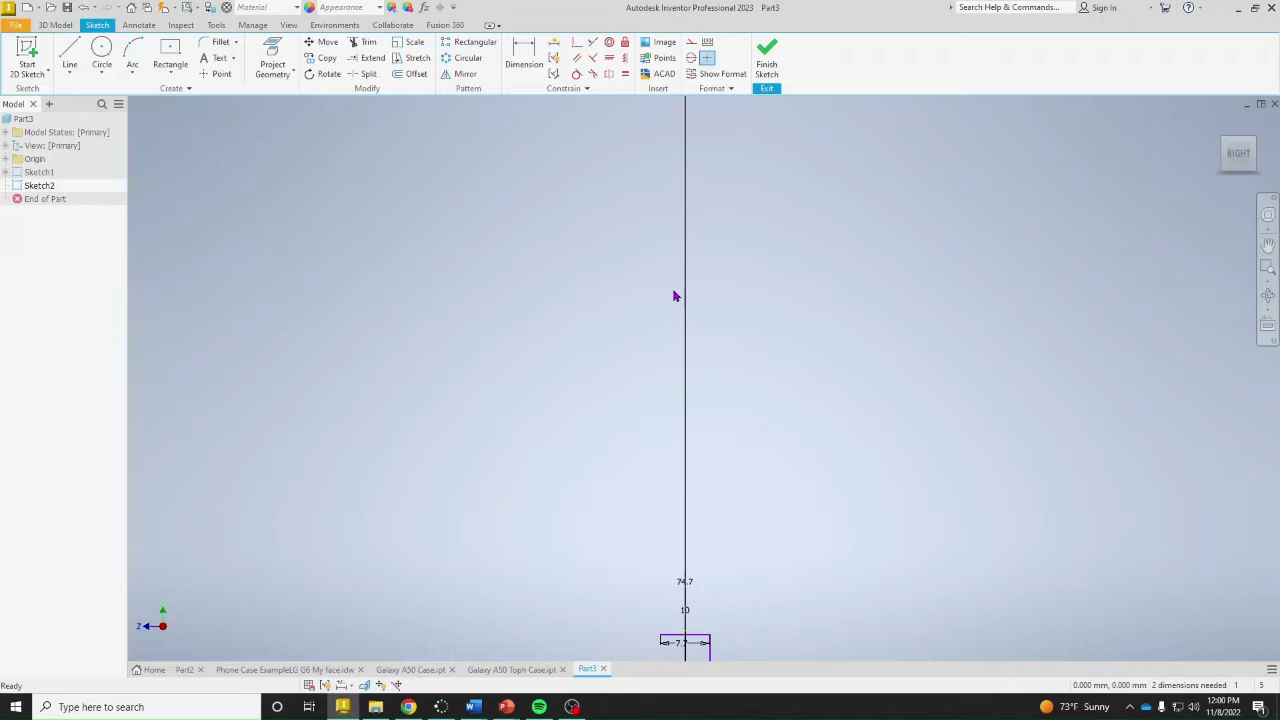 Material
Appearance
Autodesk Inventor Professional 2023 Part3
Search Help & Commands...
Sign In
File
3D Model
Sketch
Annotate
Inspect
Tools
Manage
View
Environments
Collaborate
Fusion 360
Start
2D Sketch
Line
Circle
Arc
Rectangle
Fillet
Text
Point
Project
Geometry
Move
Copy
Rotate
Trim
Extend
Split
Scale
Stretch
Offset
Rectangular
Circular
Mirror
Dimension
Image
Points
ACAD
Show Format
Finish
Sketch
Sketch
Create
Modify
Pattern
Constrain
Insert
Format
Exit
Model
Part3
Model States: [Primary]
View: [Primary]
Origin
Sketch1
Sketch2
End of Part
RIGHT
74.7
10
7.7
Z
Home
Part2
Phone Case ExampleLG G6 My face.idw
Galaxy A50 Case.ipt
Galaxy A50 Toph Case.ipt
Part3
Ready
0.000 mm, 0.000 mm
2 dimensions needed
1
5
Type here to search
73°F Sunny
12:00 PM
11/8/2022